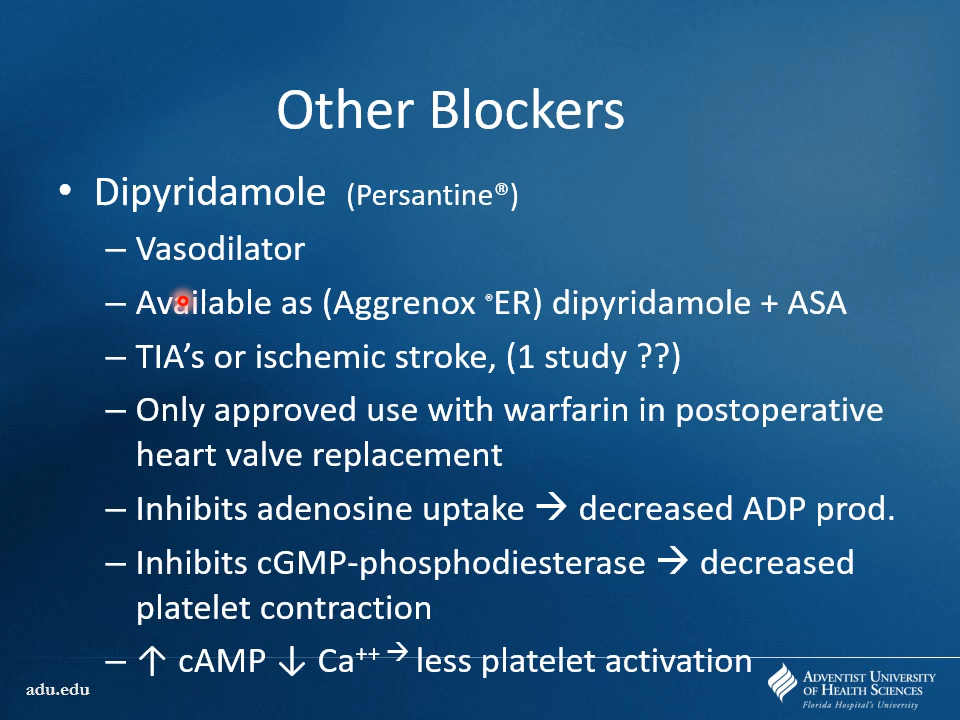 Other Blockers
• Dipyridamole (Persantine®)
– Vasodilator
– Available as (Aggrenox ®ER) dipyridamole + ASA
– TIA’s or ischemic stroke, (1 study ??)
– Only approved use with warfarin in postoperative
heart valve replacement
– Inhibits adenosine uptake → decreased ADP prod.
– Inhibits cGMP-phosphodiesterase → decreased
platelet contraction
– ↑ cAMP ↓ Ca⁺⁺ → less platelet activation
adu.edu
ADVENTIST UNIVERSITY
OF HEALTH SCIENCES
Florida Hospital's University